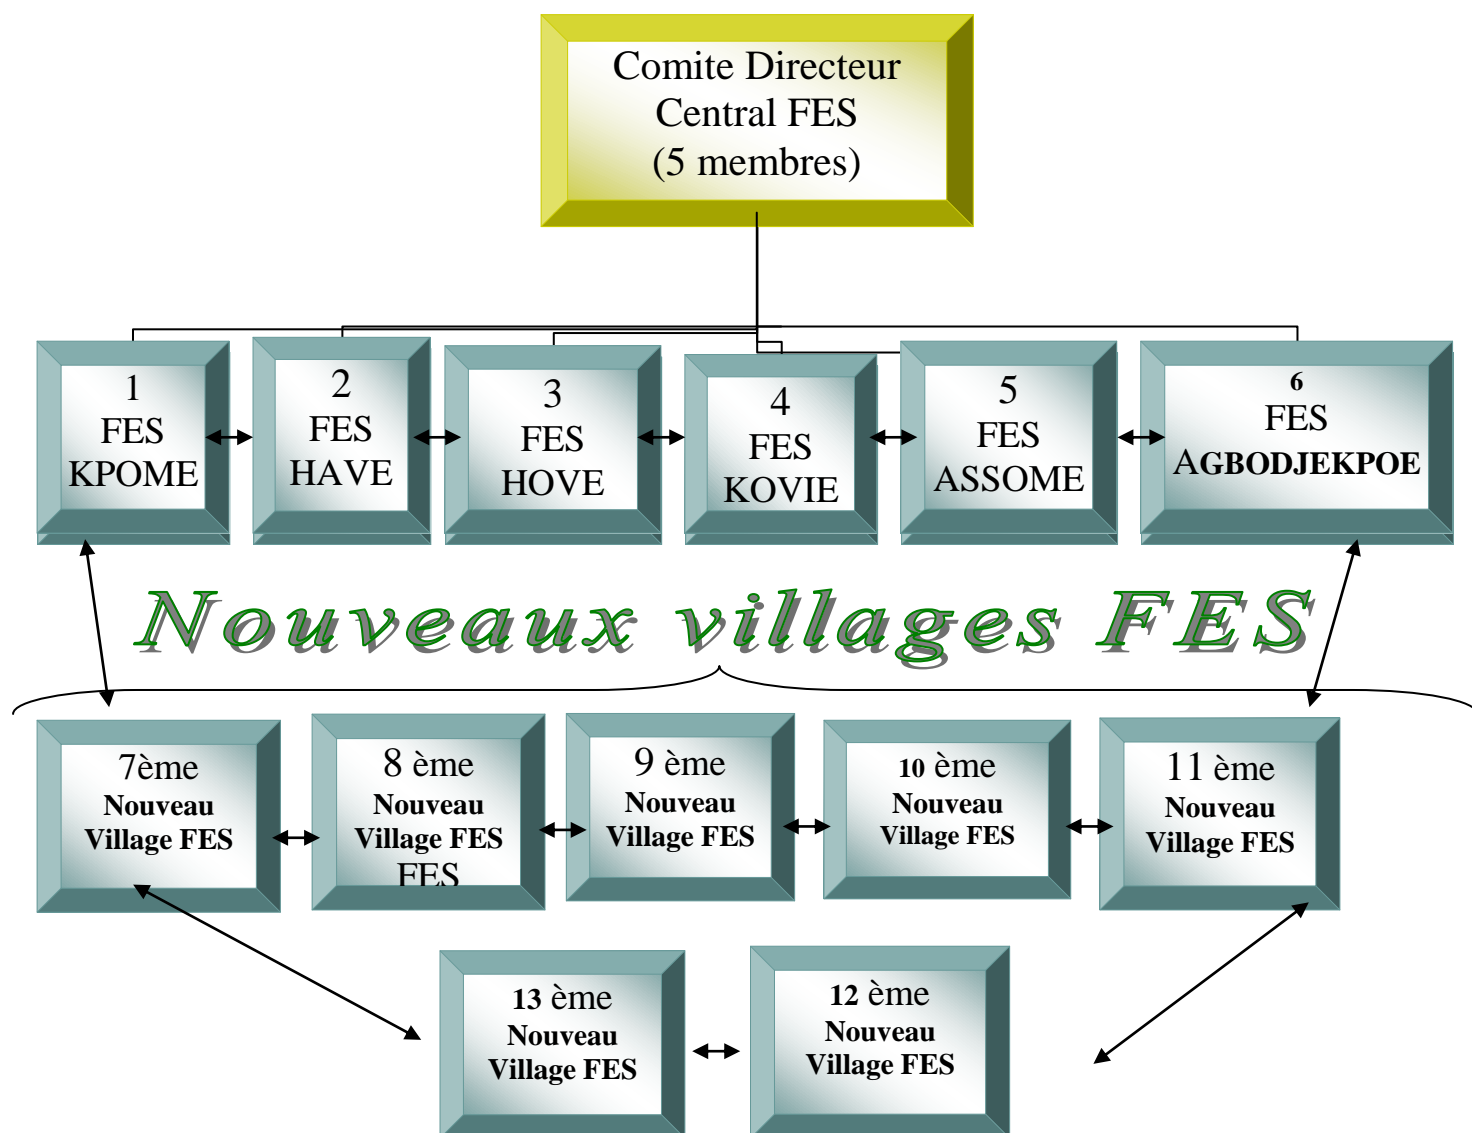 Comite Directeur
Central FES
(5 membres)
1
FES
KPOME
2
FES
HAVE
3
FES
HOVE
4
FES
KOVIE
5
FES
ASSOME
6
FES
AGBODJEKPOE
Nouveaux villages FES
7ème
Nouveau
Village FES
8 ème
Nouveau
Village FES
FES
9 ème
Nouveau
Village FES
10 ème
Nouveau
Village FES
11 ème
Nouveau
Village FES
13 ème
Nouveau
Village FES
12 ème
Nouveau
Village FES